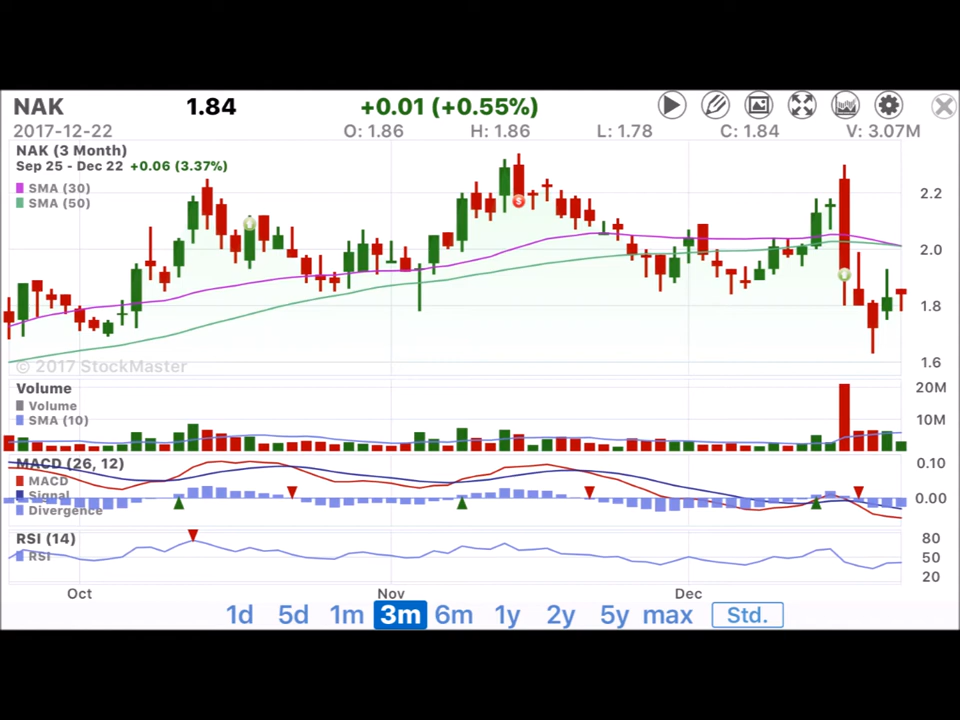 NAK 1.84 +0.01 (+0.55%)
2017-12-22 O: 1.86 H: 1.86 L: 1.78 C: 1.84 V: 3.07M
NAK (3 Month)
Sep 25 - Dec 22 +0.06 (3.37%)
SMA (30)
SMA (50)
2.2
2.0
1.8
1.6
© 2017 StockMaster
Volume
Volume
SMA (10)
20M
10M
MACD (26, 12)
MACD
Signal
Divergence
0.10
0.00
RSI (14)
RSI
80
50
20
Oct Nov Dec
1d 5d 1m 3m 6m 1y 2y 5y max Std.